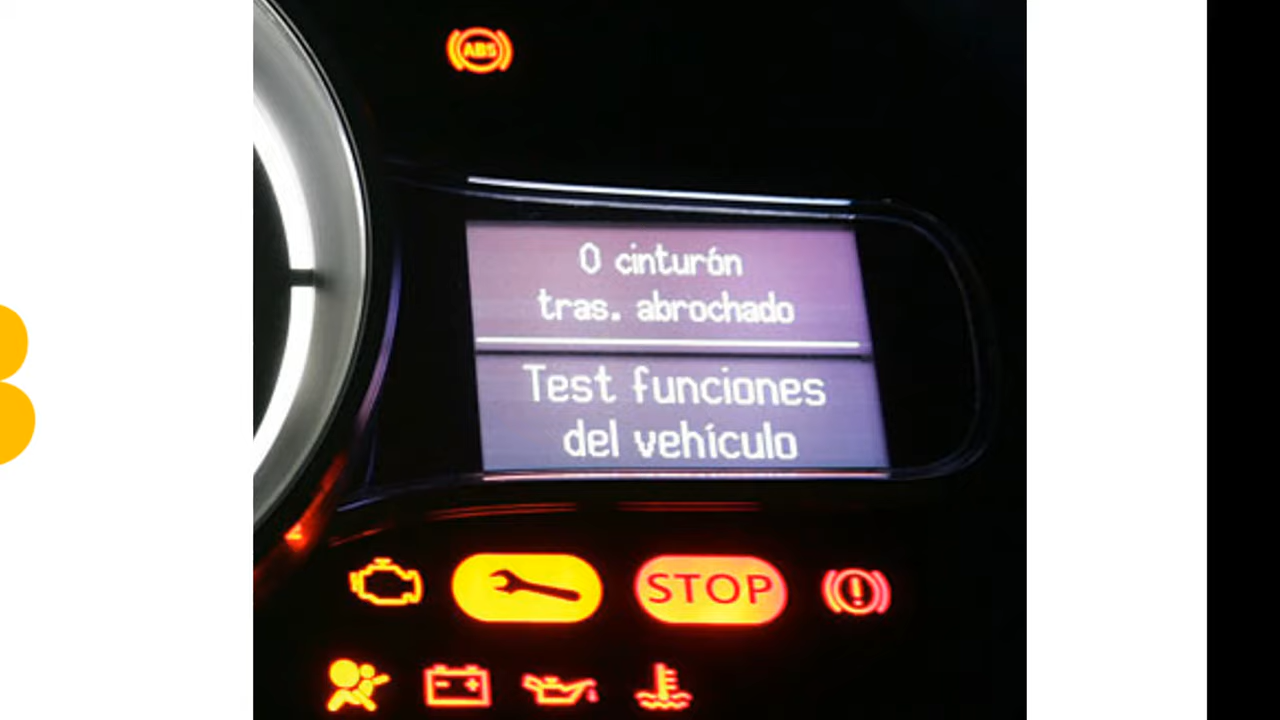 ABS
0 cinturón
tras. abrochado
Test funciones
del vehículo
STOP